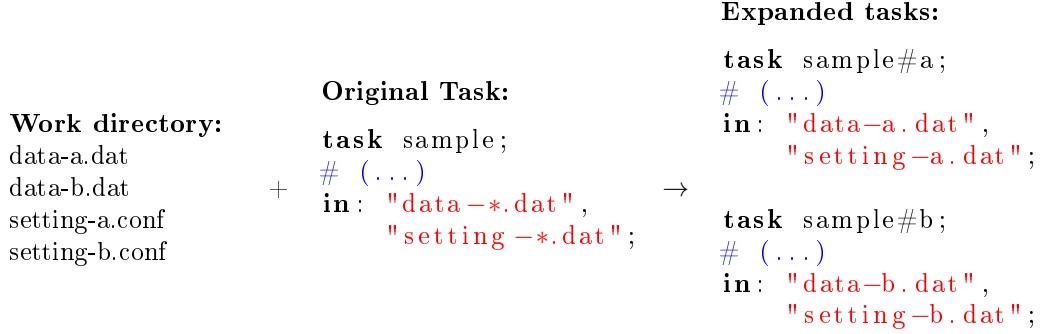 Work directory:
data-a.dat
data-b.dat
setting-a.conf
setting-b.conf
+
Original Task:
task sample;
# (...)
in: "data-*.dat",
"setting-*.dat";
→
Expanded tasks:
task sample#a;
# (...)
in: "data-a.dat",
"setting-a.dat";
task sample#b;
# (...)
in: "data-b.dat",
"setting-b.dat";